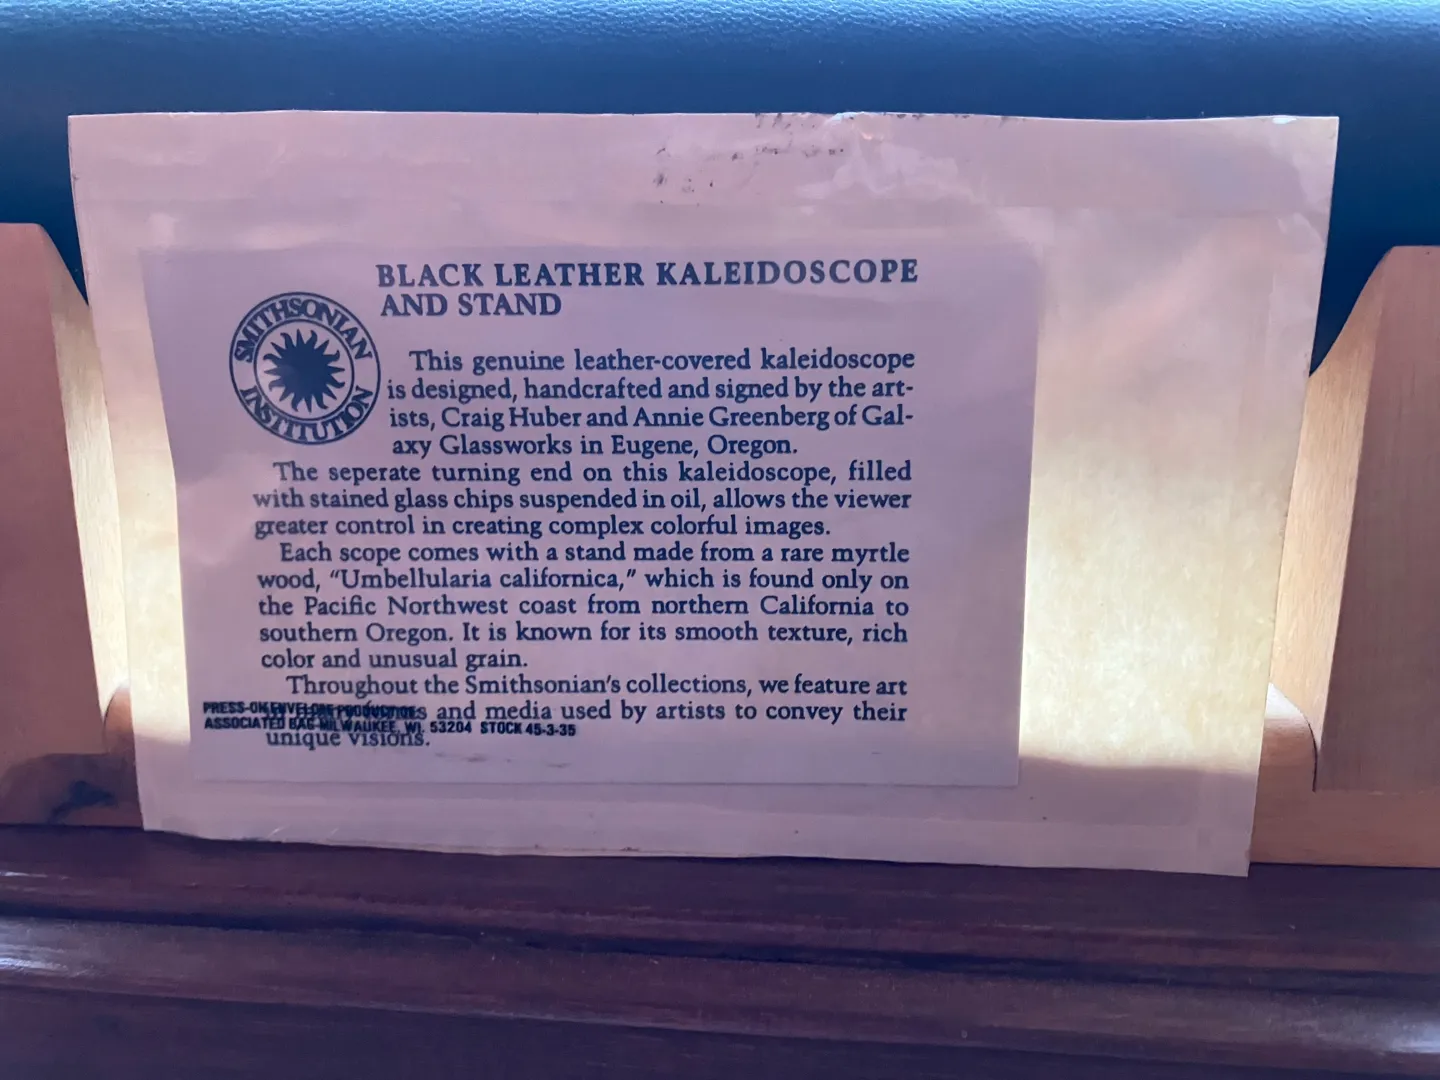 BLACK LEATHER KALEIDOSCOPE
AND STAND
SMITHSONIAN
INSTITUTION
This genuine leather-covered kaleidoscope
is designed, handcrafted and signed by the art-
ists, Craig Huber and Annie Greenberg of Gal-
axy Glassworks in Eugene, Oregon.
The seperate turning end on this kaleidoscope, filled
with stained glass chips suspended in oil, allows the viewer
greater control in creating complex colorful images.
Each scope comes with a stand made from a rare myrtle
wood, “Umbellularia californica,” which is found only on
the Pacific Northwest coast from northern California to
southern Oregon. It is known for its smooth texture, rich
color and unusual grain.
Throughout the Smithsonian's collections, we feature art
and media used by artists to convey their
unique visions.
PRESS-ON ENVELOPE PRODUCTIONS
ASSOCIATED BAG MILWAUKEE, WI. 53204 STOCK 45-3-35